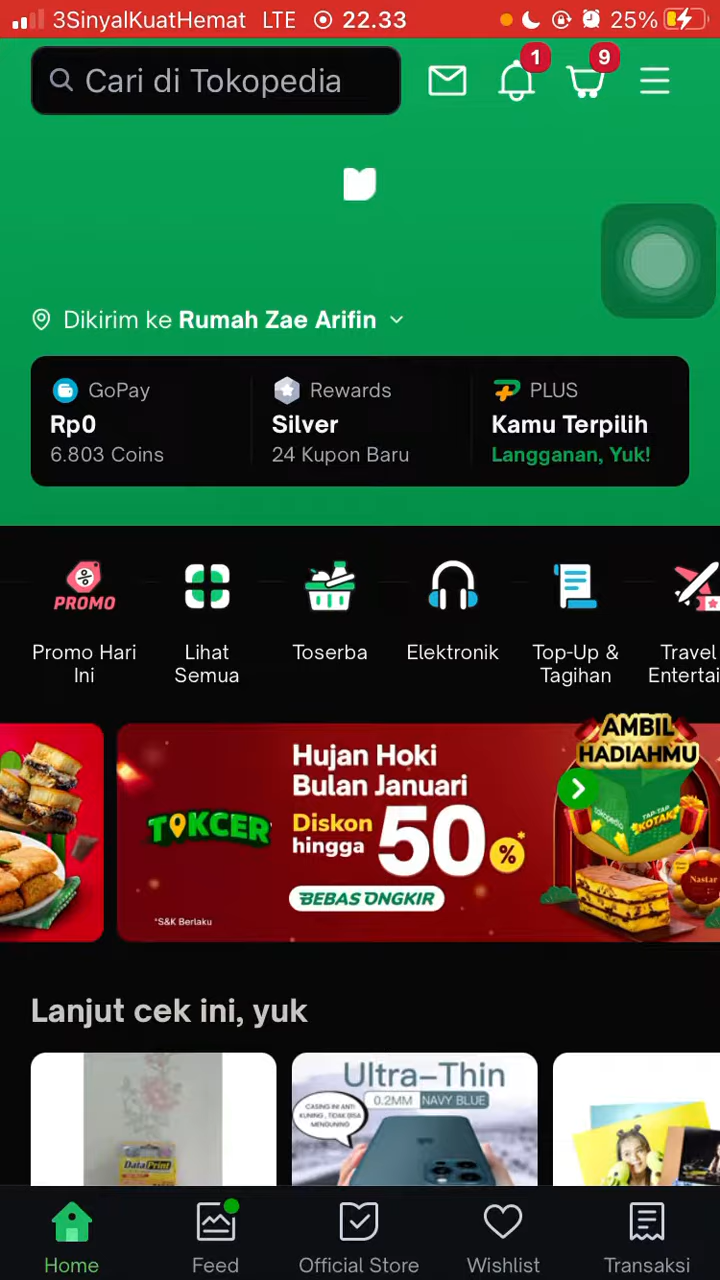 3SinyalKuatHemat LTE 22.33 25%
Cari di Tokopedia
1
9
Dikirim ke Rumah Zae Arifin
GoPay
Rp0
6.803 Coins
Rewards
Silver
24 Kupon Baru
PLUS
Kamu Terpilih
Langganan, Yuk!
PROMO
Promo Hari
Ini
Lihat
Semua
Toserba
Elektronik
Top-Up &
Tagihan
Travel
Entertai
TOKCER
Hujan Hoki
Bulan Januari
Diskon
hingga
50%*
BEBAS ONGKIR
*S&K Berlaku
AMBIL
HADIAHMU
tokopedia
TAP-TAP
KOTAK
Nastar
Lanjut cek ini, yuk
DataPrint
Ultra-Thin
0.2MM NAVY BLUE
CASING INI ANTI
KUNING, TIDAK BISA
MENGUNING
Home
Feed
Official Store
Wishlist
Transaksi